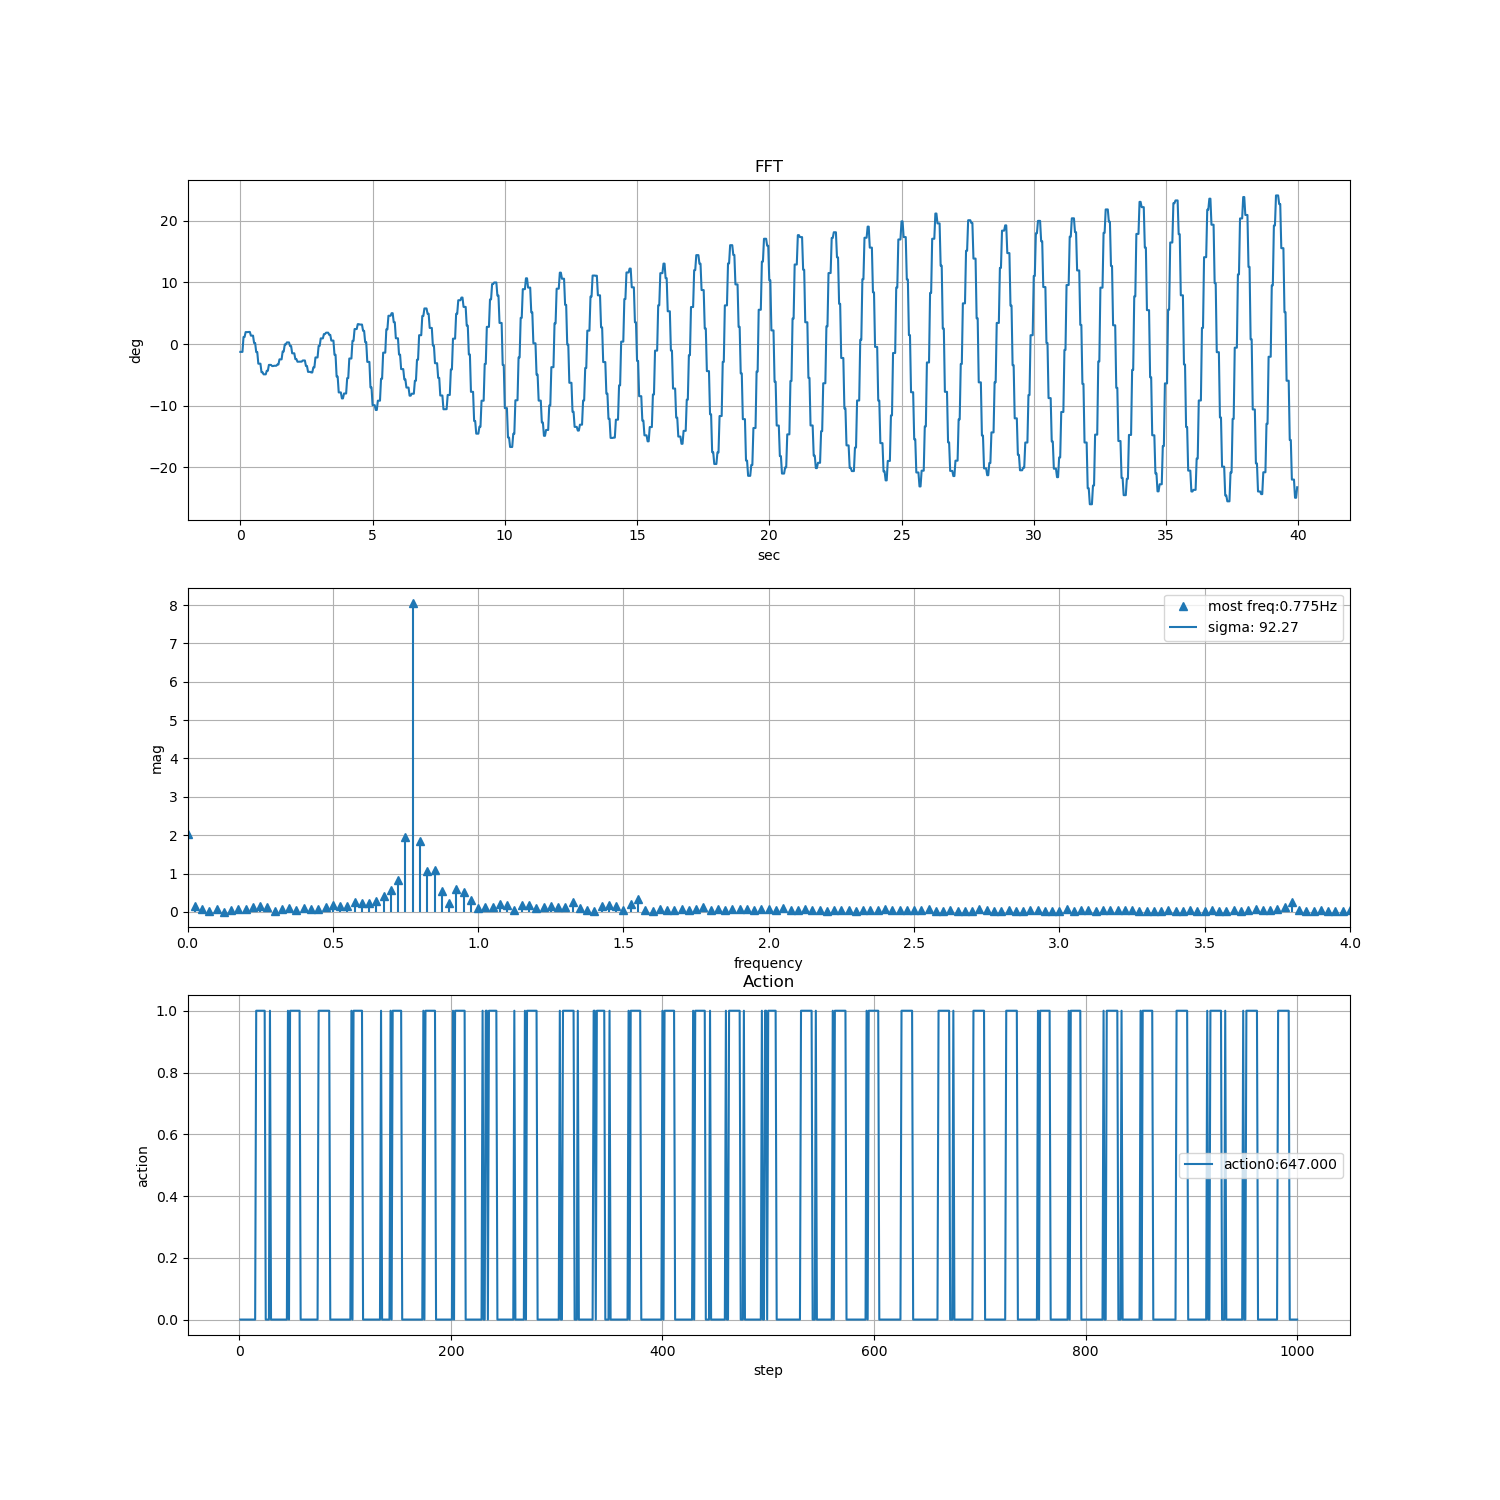 FFT
20
10
0
−10
−20
deg
0 5 10 15 20 25 30 35 40
sec
8
7
6
5
4
3
2
1
0
mag
most freq:0.775Hz
sigma: 92.27
0.0 0.5 1.0 1.5 2.0 2.5 3.0 3.5 4.0
frequency
Action
1.0
0.8
0.6
0.4
0.2
0.0
action
action0:647.000
0 200 400 600 800 1000
step